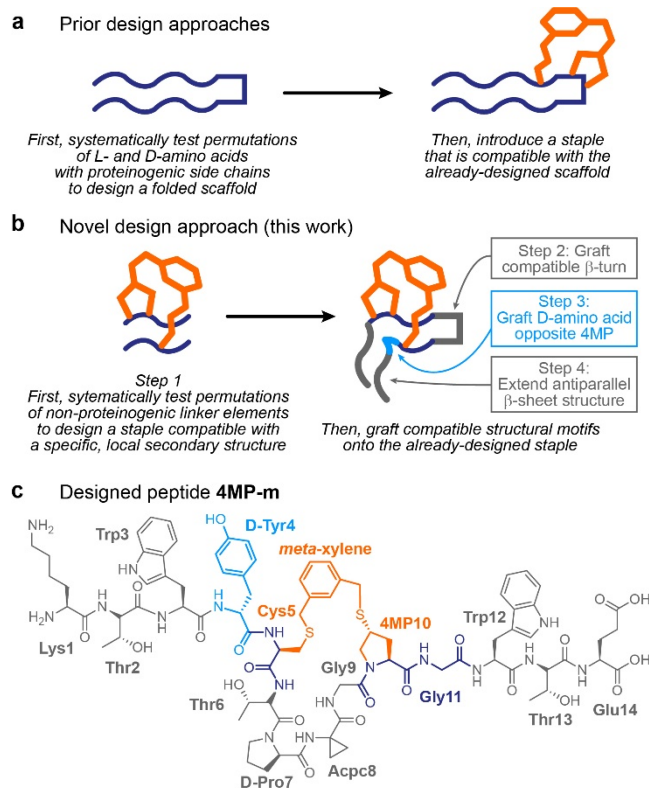 a Prior design approaches
First, systematically test permutations
of L- and D-amino acids
with proteinogenic side chains
to design a folded scaffold
Then, introduce a staple
that is compatible with the
already-designed scaffold
b Novel design approach (this work)
Step 2: Graft
compatible β-turn
Step 3:
Graft D-amino acid
opposite 4MP
Step 4:
Extend antiparallel
β-sheet structure
Step 1
First, sytematically test permutations
of non-proteinogenic linker elements
to design a staple compatible with
a specific, local secondary structure
Then, graft compatible structural motifs
onto the already-designed staple
c Designed peptide 4MP-m
NH2
Trp3
HO
D-Tyr4
meta-xylene
Cys5
S
S
4MP10
Trp12
HN
HN
O
OH
H2N
O
H
N
N
H
O
OH
Lys1
Thr2
Thr6
HO
Gly9
Gly11
Thr13
Glu14
D-Pro7
Acpc8